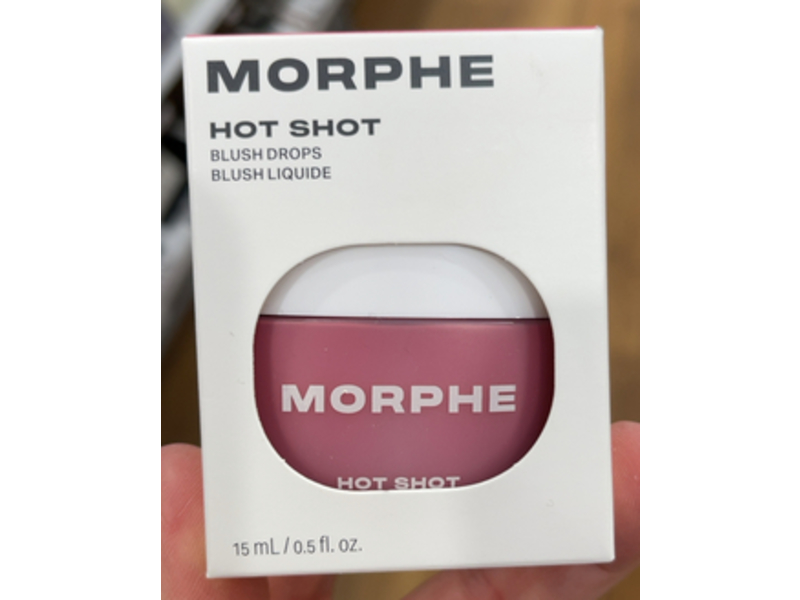 MORPHE
HOT SHOT
BLUSH DROPS
BLUSH LIQUIDE
MORPHE
HOT SHOT
15 mL / 0.5 fl. oz.